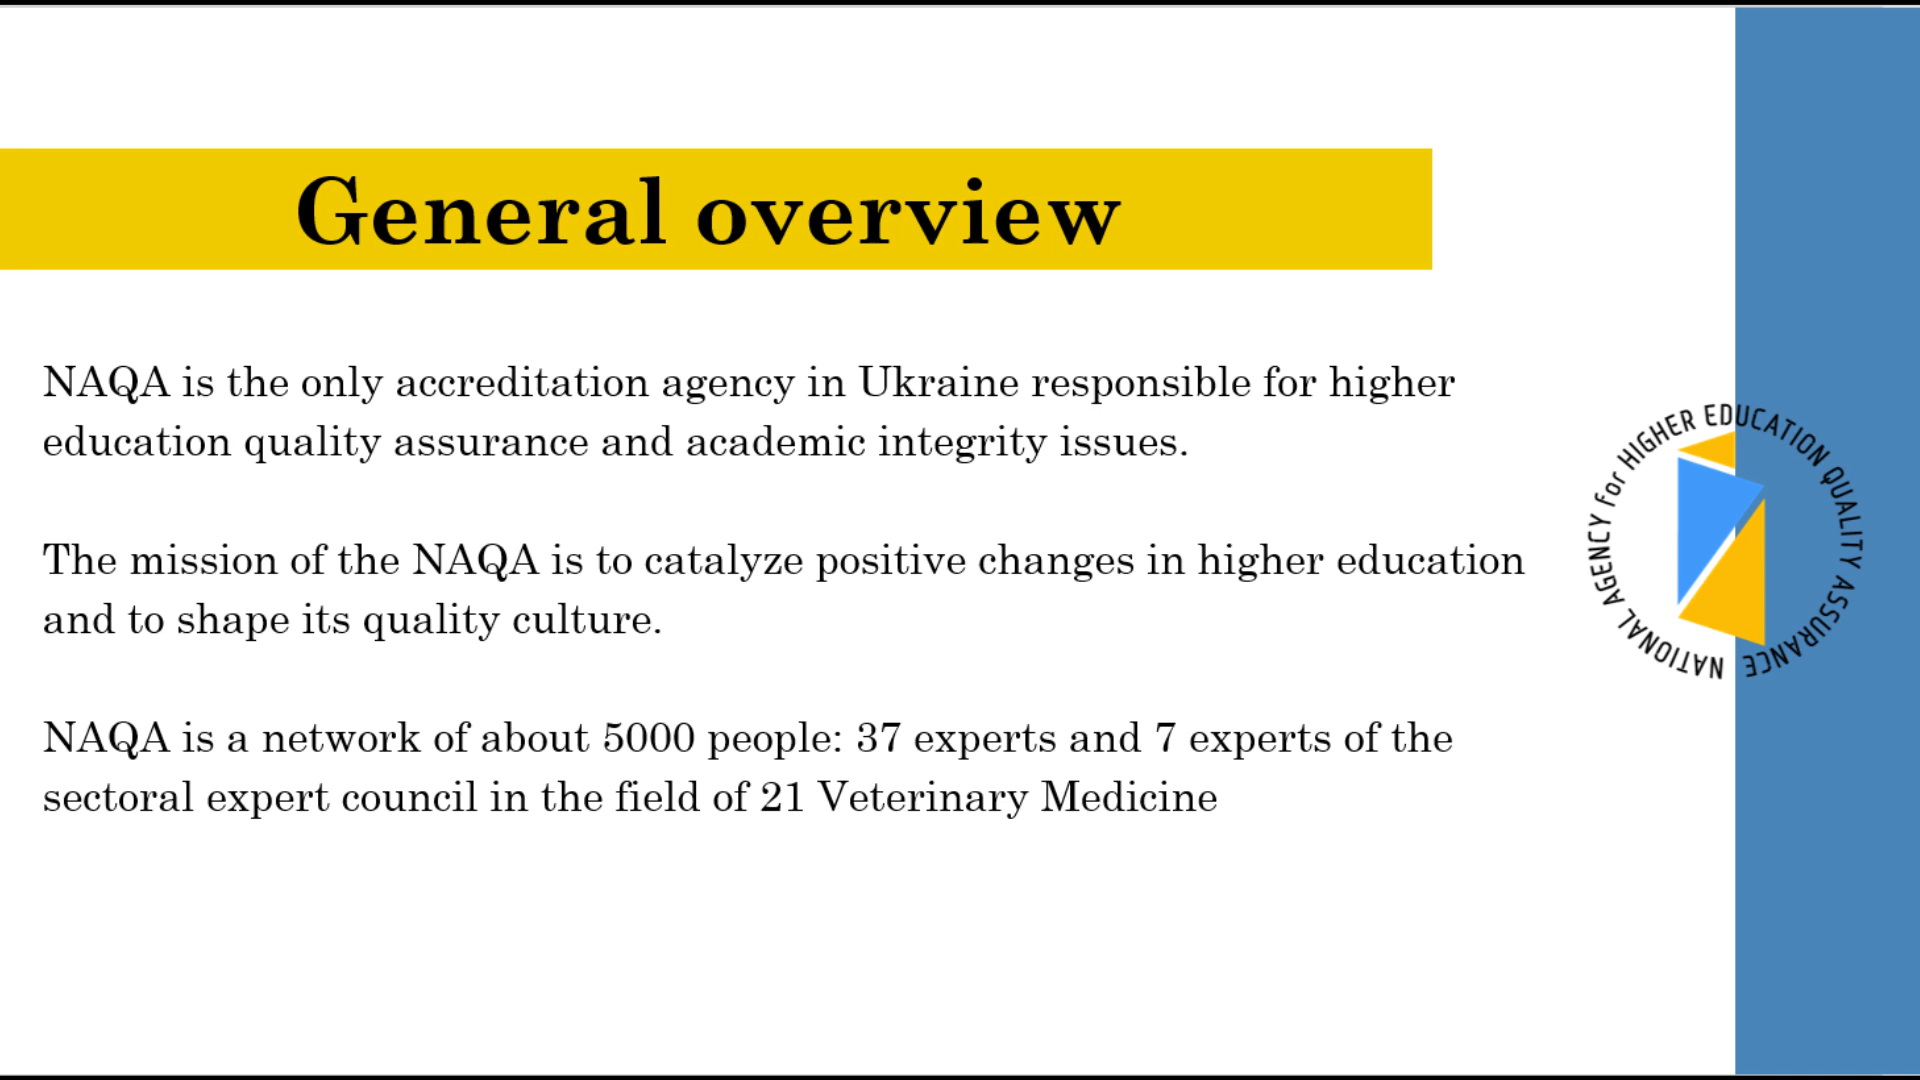 General overview
NAQA is the only accreditation agency in Ukraine responsible for higher
education quality assurance and academic integrity issues.
The mission of the NAQA is to catalyze positive changes in higher education
and to shape its quality culture.
NAQA is a network of about 5000 people: 37 experts and 7 experts of the
sectoral expert council in the field of 21 Veterinary Medicine
NATIONAL AGENCY for HIGHER EDUCATION QUALITY ASSURANCE